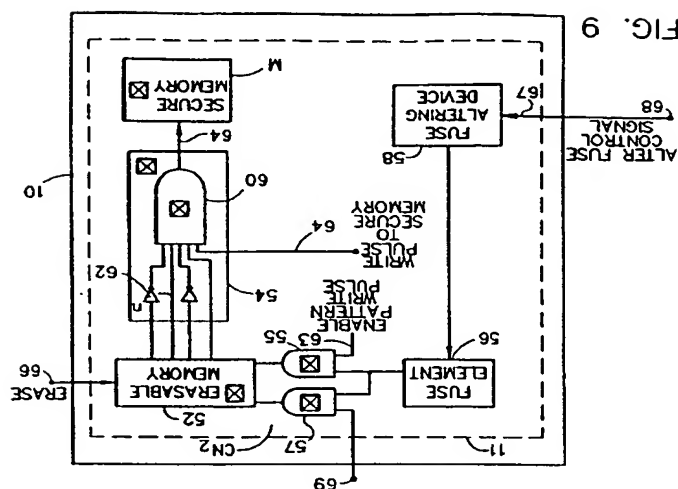 69
11
CN2
57
52
ERASE
66
FUSE
ELEMENT
56
ERASABLE
MEMORY
55
63
ENABLE
PATTERN
WRITE
PULSE
n
62
54
WRITE
PULSE
TO
SECURE
MEMORY
64
60
10
58
FUSE
ALTERING
DEVICE
64
ALTER FUSE
CONTROL
SIGNAL
68
67
SECURE
MEMORY
M
FIG. 9